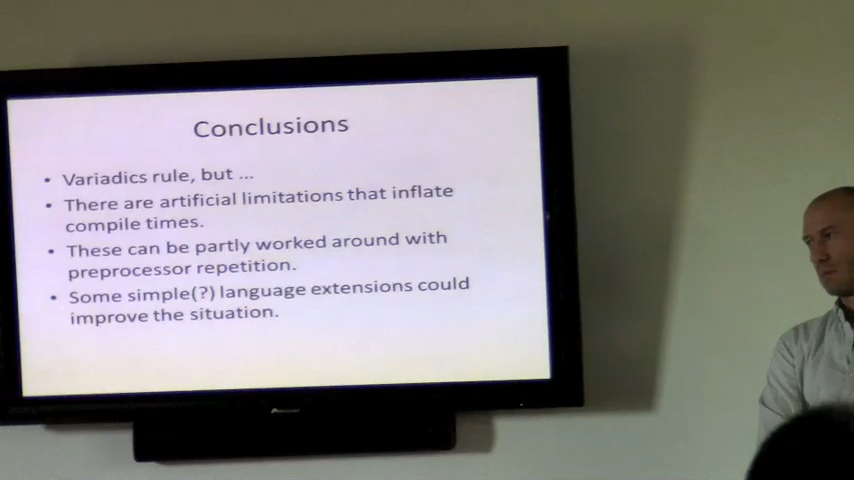 Conclusions
• Variadics rule, but ...
• There are artificial limitations that inflate
compile times.
• These can be partly worked around with
preprocessor repetition.
• Some simple(?) language extensions could
improve the situation.